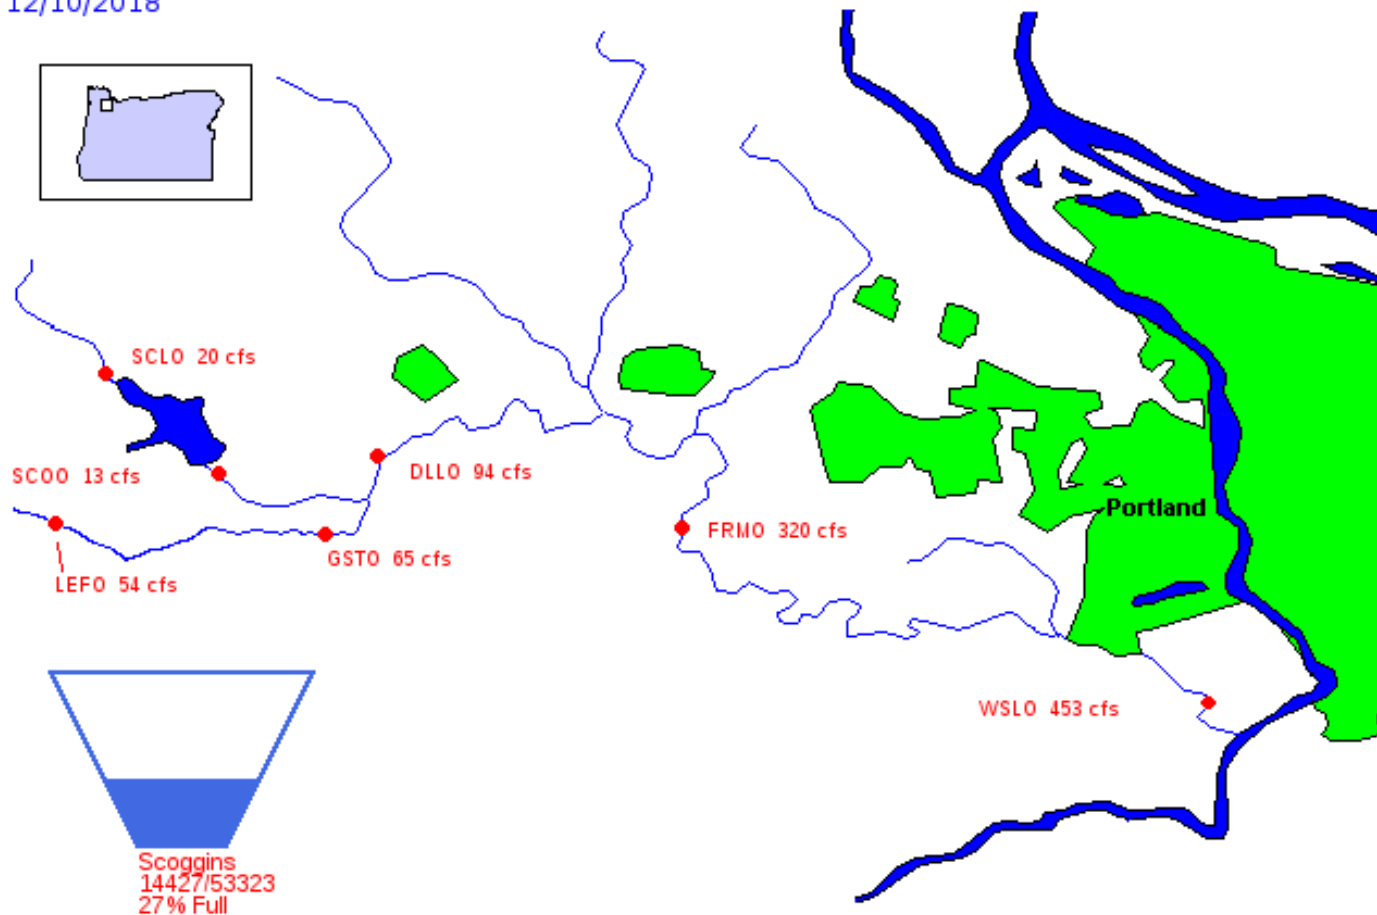 12/10/2018
SCLO 20 cfs
SCOO 13 cfs
DLLO 94 cfs
Portland
FRMO 320 cfs
GSTO 65 cfs
LEFO 54 cfs
WSLO 453 cfs
Scoggins
14427/53323
27% Full